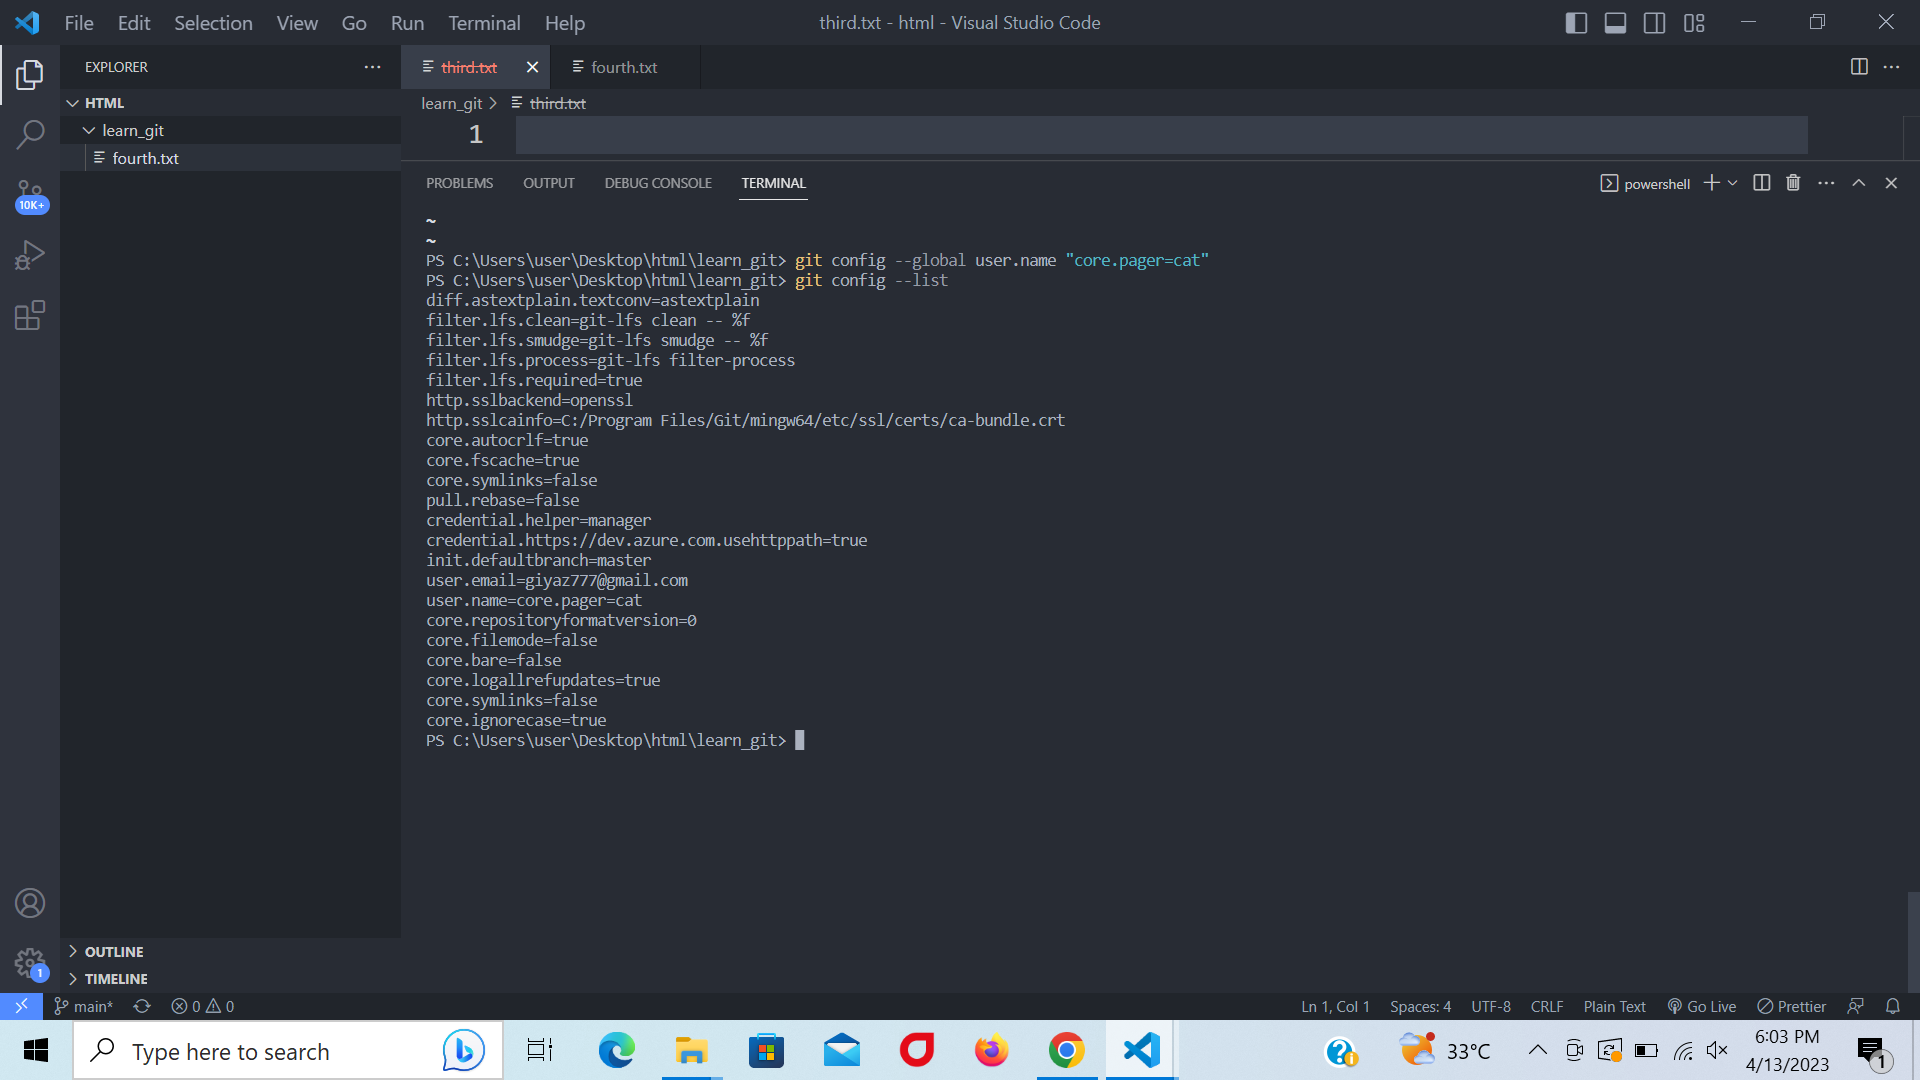 File Edit Selection View Go Run Terminal Help
third.txt - html - Visual Studio Code
EXPLORER
HTML
learn_git
fourth.txt
10K+
OUTLINE
TIMELINE
1
third.txt
fourth.txt
learn_git > third.txt
1
PROBLEMS OUTPUT DEBUG CONSOLE TERMINAL
powershell
~
~
PS C:\Users\user\Desktop\html\learn_git> git config --global user.name "core.pager=cat"
PS C:\Users\user\Desktop\html\learn_git> git config --list
diff.astextplain.textconv=astextplain
filter.lfs.clean=git-lfs clean -- %f
filter.lfs.smudge=git-lfs smudge -- %f
filter.lfs.process=git-lfs filter-process
filter.lfs.required=true
http.sslbackend=openssl
http.sslcainfo=C:/Program Files/Git/mingw64/etc/ssl/certs/ca-bundle.crt
core.autocrlf=true
core.fscache=true
core.symlinks=false
pull.rebase=false
credential.helper=manager
credential.https://dev.azure.com.usehttppath=true
init.defaultbranch=master
user.email=giyaz777@gmail.com
user.name=core.pager=cat
core.repositoryformatversion=0
core.filemode=false
core.bare=false
core.logallrefupdates=true
core.symlinks=false
core.ignorecase=true
PS C:\Users\user\Desktop\html\learn_git>
main* 0 0
Ln 1, Col 1 Spaces: 4 UTF-8 CRLF Plain Text Go Live Prettier
Type here to search
33°C
6:03 PM
4/13/2023
1